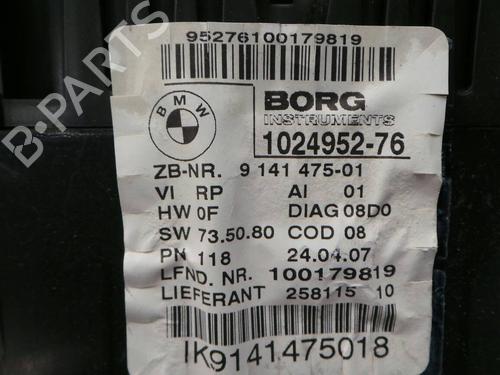 95276100179819
BMW
BORG
INSTRUMENTS
1024952-76
ZB-NR. 9 141 475-01
VI RP AI 01
HW 0F DIAG 08D0
SW 73.50.80 COD 08
PN 118 24.04.07
LFND. NR. 100179819
LIEFERANT 258115 10
IK9141475018
B-PARTS